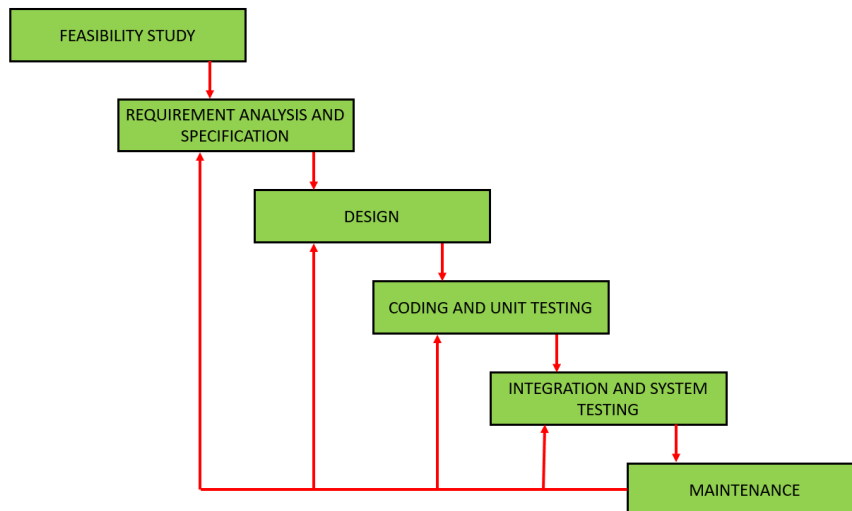 FEASIBILITY STUDY
REQUIREMENT ANALYSIS AND
SPECIFICATION
DESIGN
CODING AND UNIT TESTING
INTEGRATION AND SYSTEM
TESTING
MAINTENANCE